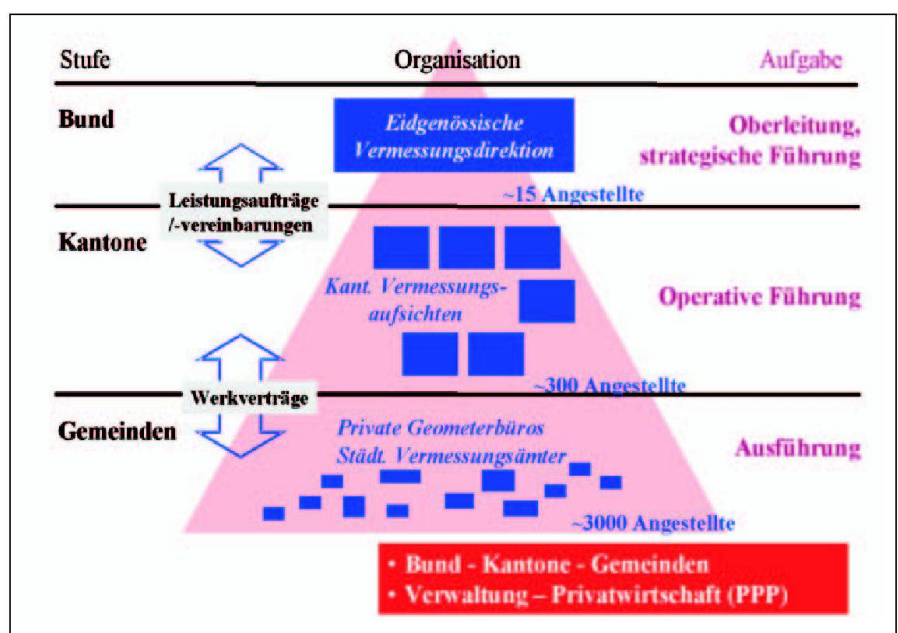 Stufe Organisation Aufgabe
Bund
Eidgenössische
Vermessungsdirektion
Oberleitung,
strategische Führung
~15 Angestellte
Leistungsaufträge
/-vereinbarungen
Kantone
Kant. Vermessungs-
aufsichten
Operative Führung
~300 Angestellte
Werkverträge
Gemeinden
Private Geometerbüros
Städt. Vermessungsämter
Ausführung
~3000 Angestellte
• Bund - Kantone - Gemeinden
• Verwaltung – Privatwirtschaft (PPP)